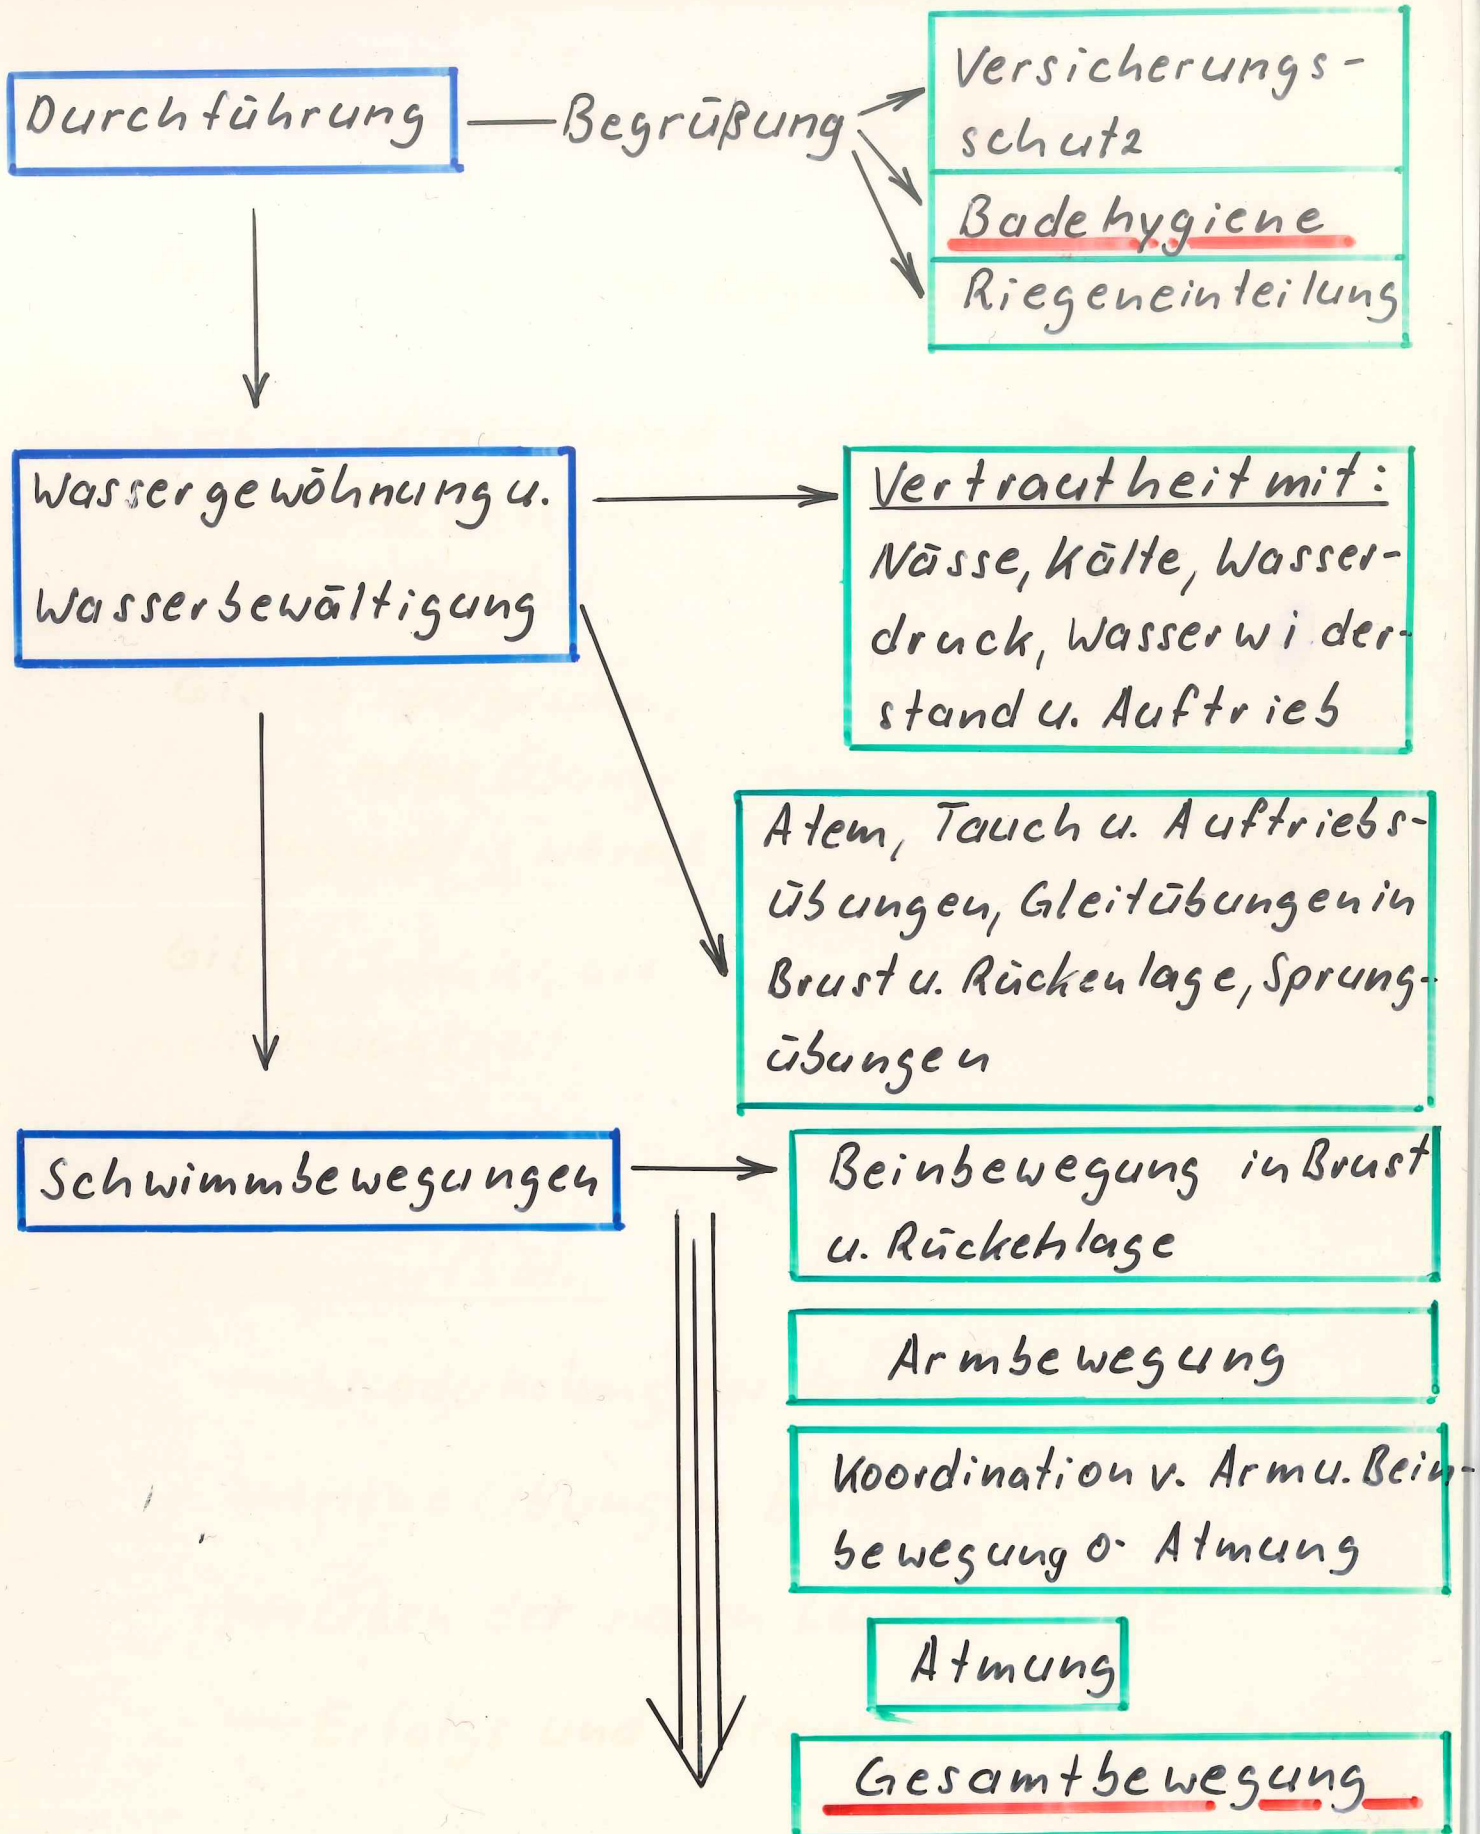 Durchführung
Begrüßung
Versicherungs-
schutz
Badehygiene
Riegeneinteilung
Wassergewöhnung u.
Wasserbewältigung
Vertrautheit mit:
Nässe, Kälte, Wasser-
druck, Wasserwider-
stand u. Auftrieb
Atem, Tauch u. Auftriebs-
übungen, Gleitübungen in
Brust u. Rückenlage, Sprung-
übungen
Schwimmbewegungen
Beinbewegung in Brust
u. Rückenlage
Armbewegung
Koordination v. Arm u. Bein-
bewegung o. Atmung
Atmung
Gesamtbewegung